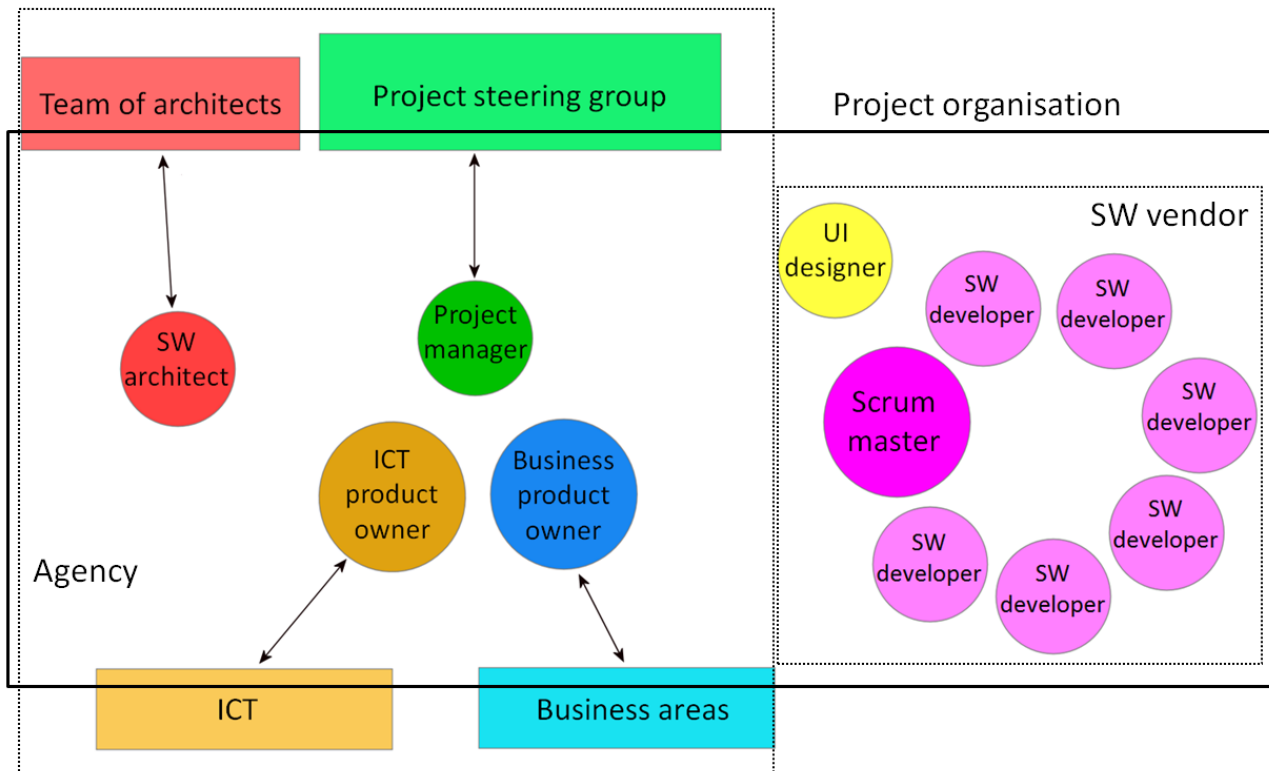 Team of architects
Project steering group
Project organisation
SW vendor
UI
designer
SW
developer
SW
developer
Project
manager
SW
architect
SW
developer
Scrum
master
ICT
product
owner
Business
product
owner
SW
developer
SW
developer
SW
developer
Agency
ICT
Business areas